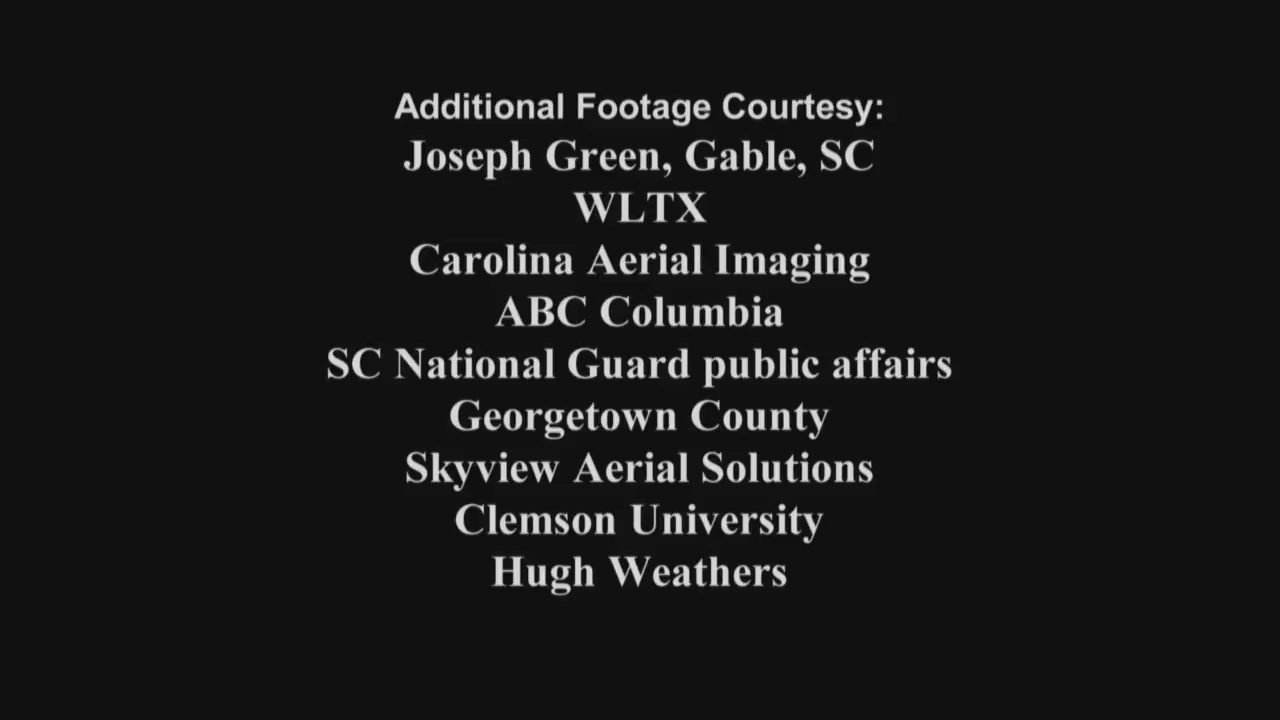 Additional Footage Courtesy:
Joseph Green, Gable, SC
WLTX
Carolina Aerial Imaging
ABC Columbia
SC National Guard public affairs
Georgetown County
Skyview Aerial Solutions
Clemson University
Hugh Weathers